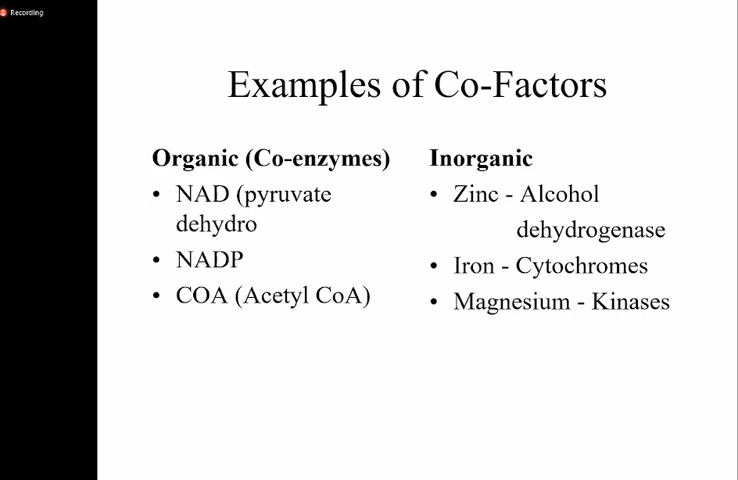 Recording
Examples of Co-Factors
Organic (Co-enzymes)
• NAD (pyruvate
dehydro
• NADP
• COA (Acetyl CoA)
Inorganic
• Zinc - Alcohol
dehydrogenase
• Iron - Cytochromes
• Magnesium - Kinases